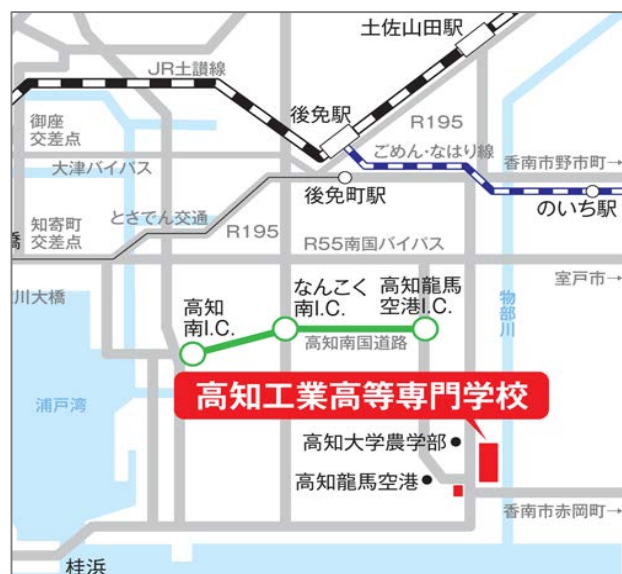 土佐山田駅
JR土讃線
後免駅
R195
御座
交差点
ごめん・なはり線
大津バイパス
香南市野市町→
後免町駅
とさでん交通
のいち駅
知寄町
交差点
R195
R55南国バイパス
橋
室戸市→
川大橋
高知
南I.C.
なんこく
南I.C.
高知龍馬
空港I.C.
物部川
高知南国道路
高知工業高等専門学校
浦戸湾
高知大学農学部
高知龍馬空港
香南市赤岡町→
桂浜